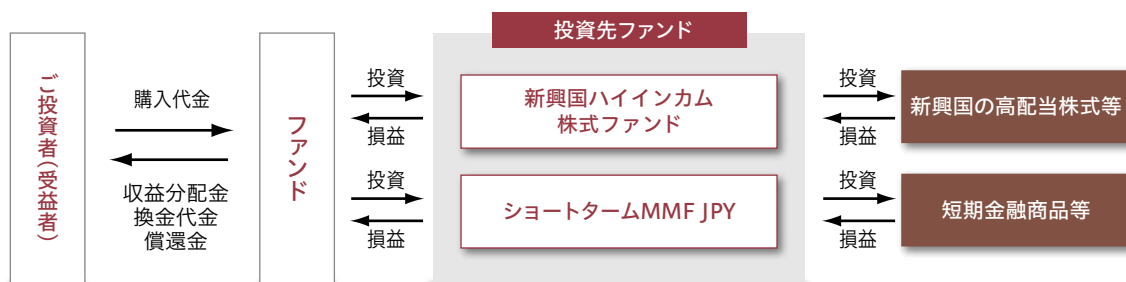 投資先ファンド
ご投資者(受益者)
購入代金
収益分配金
換金代金
償還金
ファンド
投資
損益
新興国ハイインカム
株式ファンド
投資
損益
新興国の高配当株式等
投資
損益
ショートタームMMF JPY
投資
損益
短期金融商品等